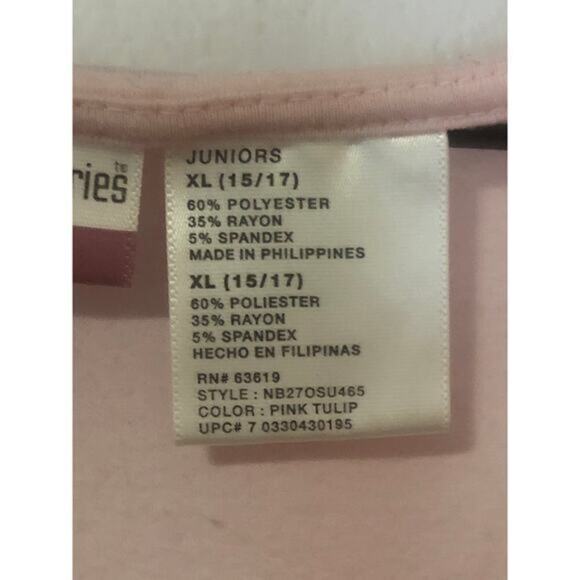 ries™
JUNIORS
XL (15/17)
60% POLYESTER
35% RAYON
5% SPANDEX
MADE IN PHILIPPINES
XL (15/17)
60% POLIESTER
35% RAYON
5% SPANDEX
HECHO EN FILIPINAS
RN# 63619
STYLE : NB27OSU465
COLOR : PINK TULIP
UPC# 7 0330430195